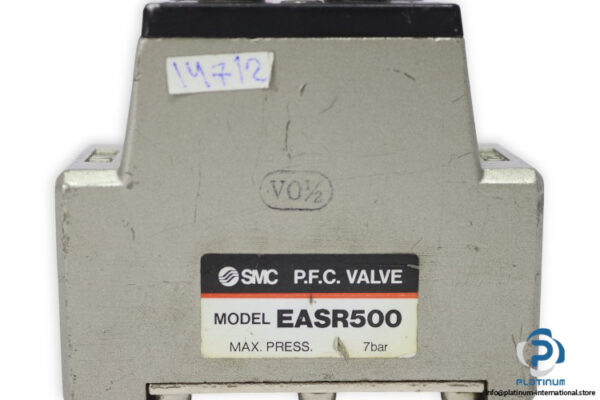 14712
VO½
SMC P.F.C. VALVE
MODEL EASR500
MAX. PRESS. 7bar
PLATINUM
info@platinum-international.store